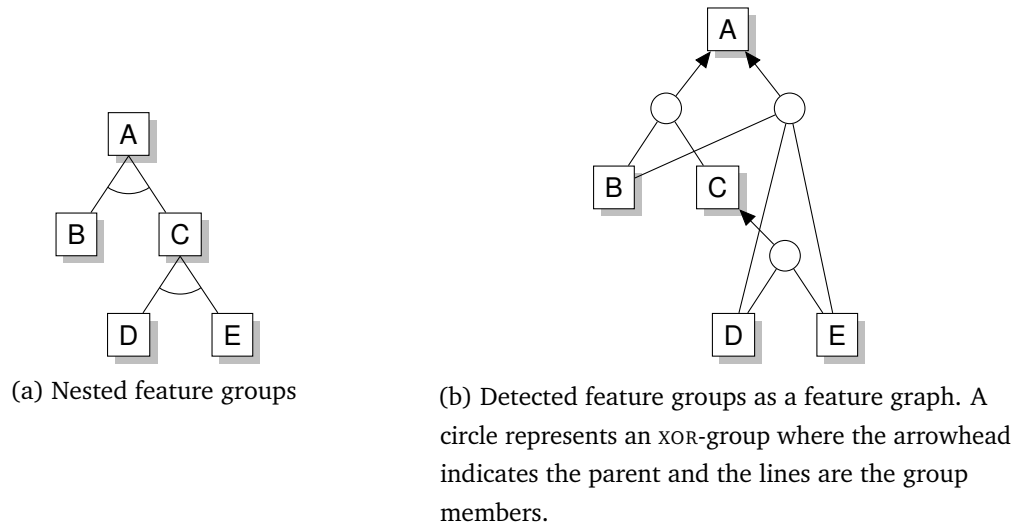 A
B C
D E
(a) Nested feature groups
A
B C
D E
(b) Detected feature groups as a feature graph. A
circle represents an XOR-group where the arrowhead
indicates the parent and the lines are the group
members.